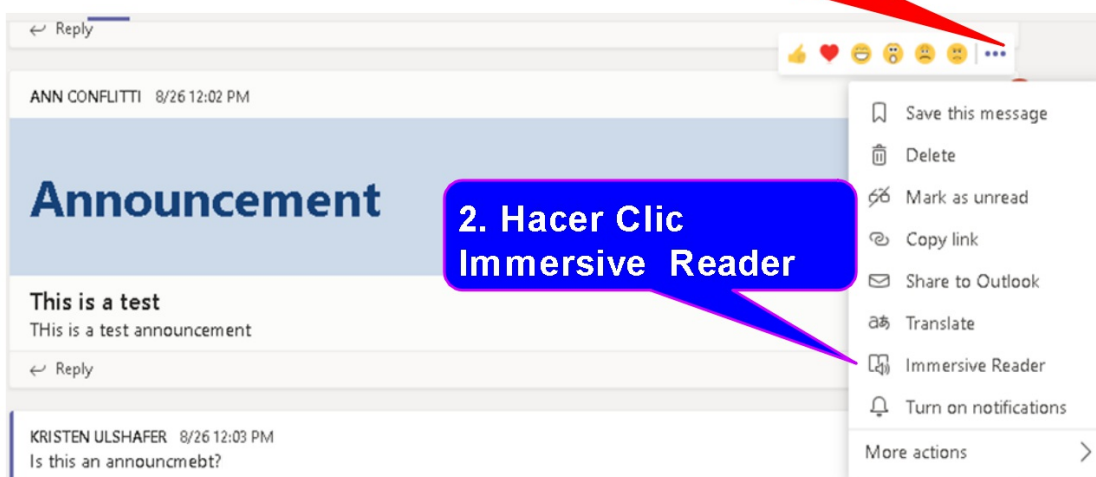 Reply
ANN CONFLITTI 8/26 12:02 PM
Announcement
This is a test
THis is a test announcement
Reply
KRISTEN ULSHAFER 8/26 12:03 PM
Is this an announcmebt?
2. Hacer Clic
Immersive Reader
Save this message
Delete
Mark as unread
Copy link
Share to Outlook
Translate
Immersive Reader
Turn on notifications
More actions